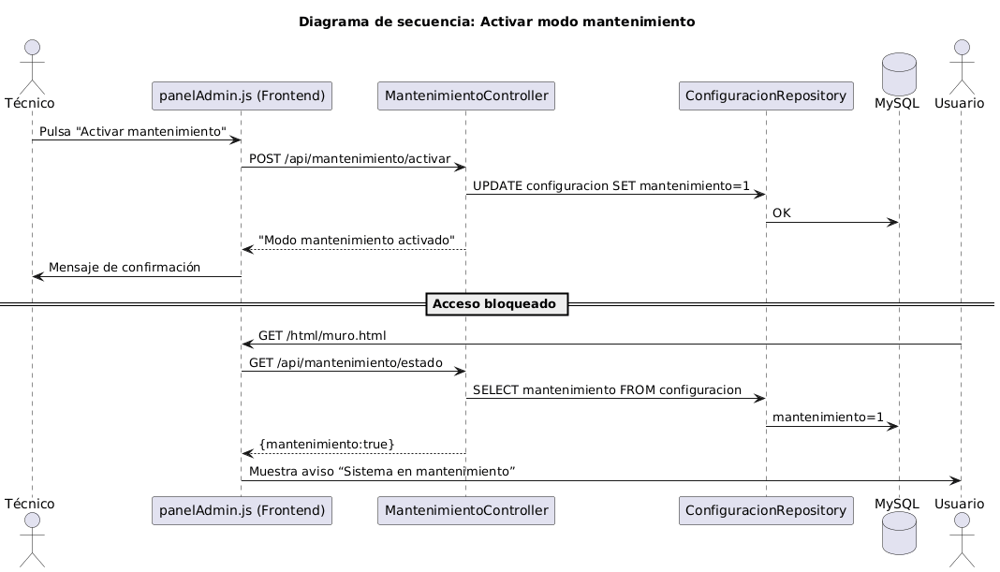 Diagrama de secuencia: Activar modo mantenimiento
Técnico
panelAdmin.js (Frontend)
MantenimientoController
ConfiguracionRepository
MySQL
Usuario
Pulsa "Activar mantenimiento"
POST /api/mantenimiento/activar
UPDATE configuracion SET mantenimiento=1
OK
"Modo mantenimiento activado"
Mensaje de confirmación
Acceso bloqueado
GET /html/muro.html
GET /api/mantenimiento/estado
SELECT mantenimiento FROM configuracion
mantenimiento=1
{mantenimiento:true}
Muestra aviso “Sistema en mantenimiento”
Técnico
panelAdmin.js (Frontend)
MantenimientoController
ConfiguracionRepository
MySQL
Usuario